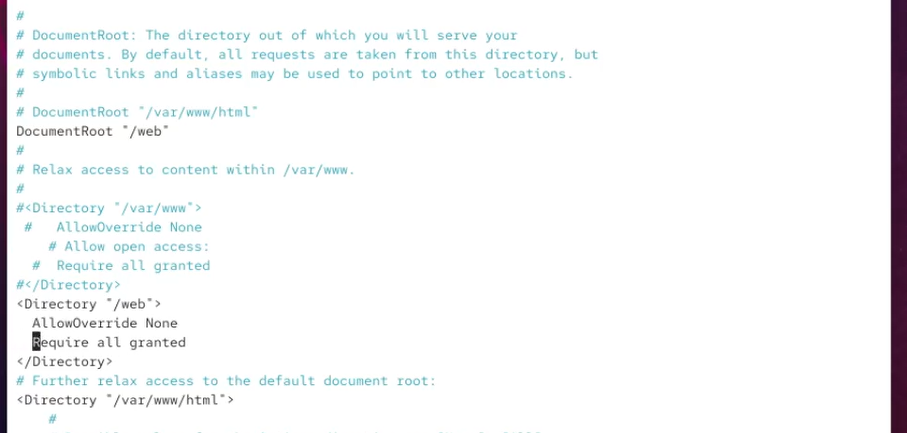 #
# DocumentRoot: The directory out of which you will serve your
# documents. By default, all requests are taken from this directory, but
# symbolic links and aliases may be used to point to other locations.
#
# DocumentRoot "/var/www/html"
DocumentRoot "/web"
#
# Relax access to content within /var/www.
#
#<Directory "/var/www">
 #   AllowOverride None
    # Allow open access:
  #  Require all granted
#</Directory>
<Directory "/web">
  AllowOverride None
  Require all granted
</Directory>
# Further relax access to the default document root:
<Directory "/var/www/html">
    #